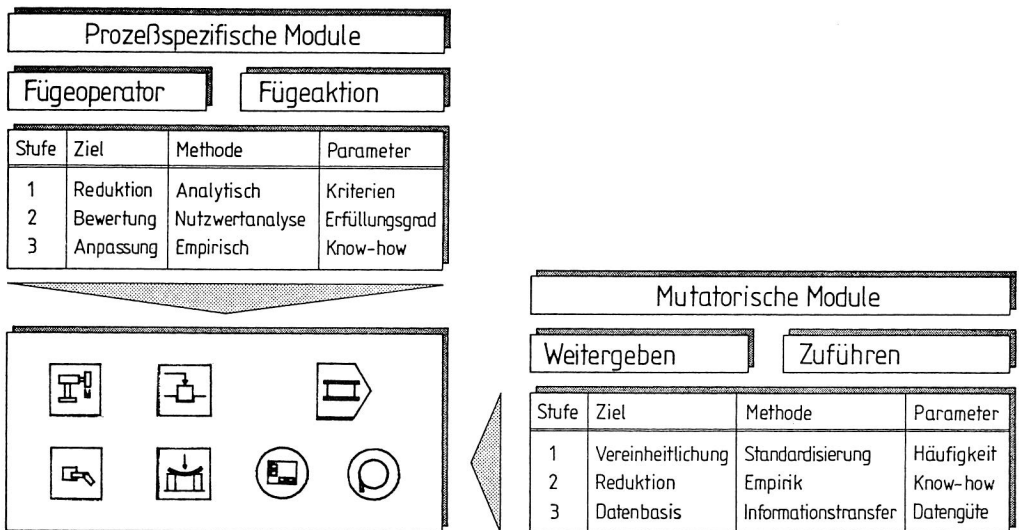 Prozeßspezifische Module
Fügeoperator Fügeaktion
Stufe Ziel Methode Parameter
1 Reduktion Analytisch Kriterien
2 Bewertung Nutzwertanalyse Erfüllungsgrad
3 Anpassung Empirisch Know-how
Mutatorische Module
Weitergeben Zuführen
Stufe Ziel Methode Parameter
1 Vereinheitlichung Standardisierung Häufigkeit
2 Reduktion Empirik Know-how
3 Datenbasis Informationstransfer Datengüte